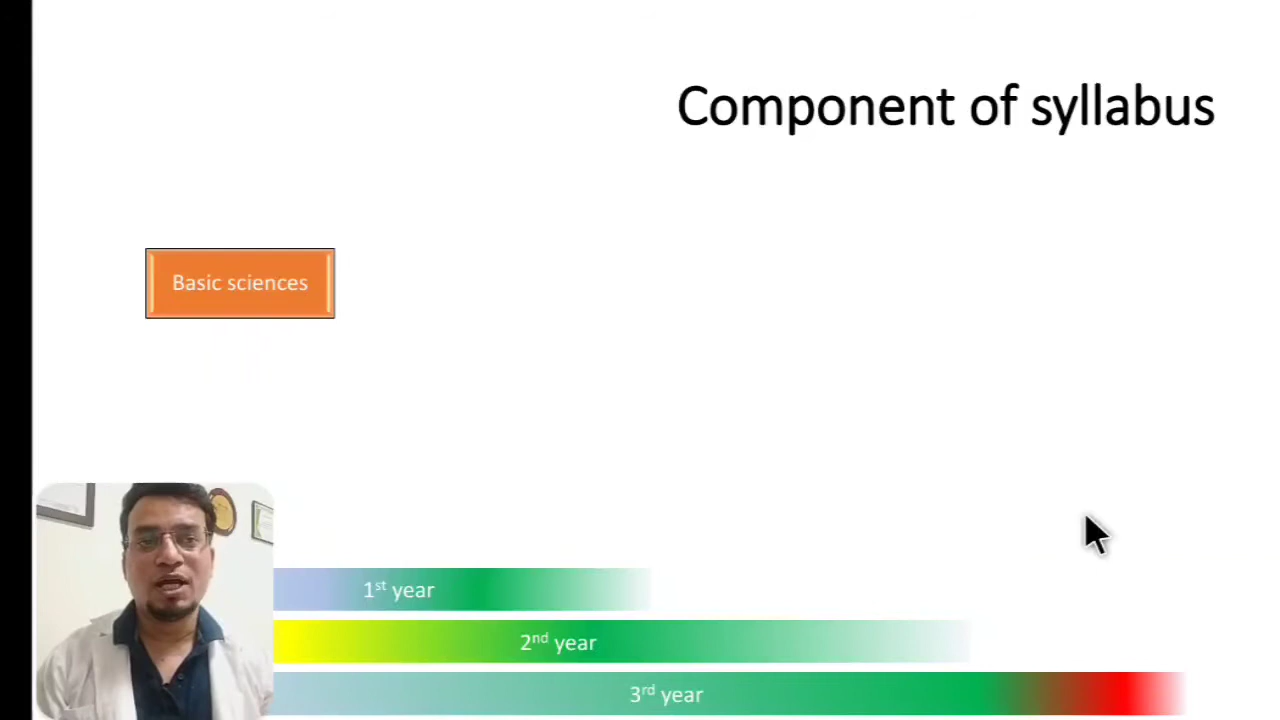 Component of syllabus
Basic sciences
1st year
2nd year
3rd year